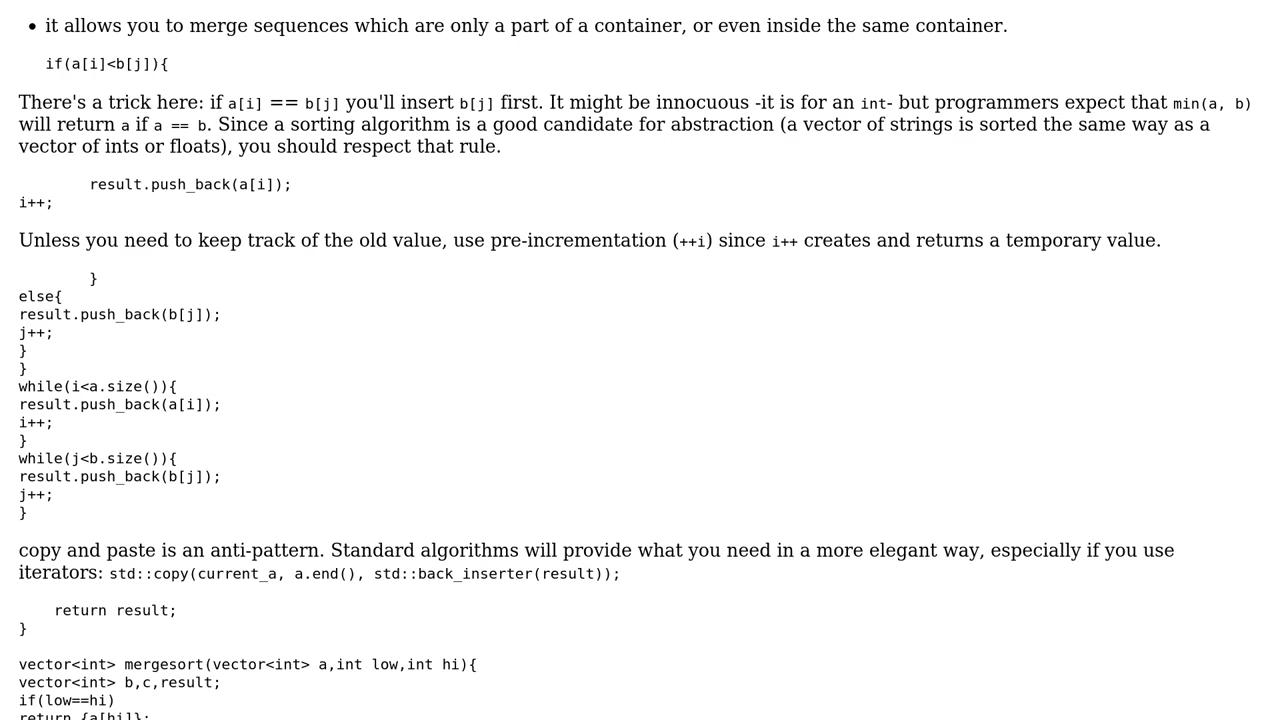 • it allows you to merge sequences which are only a part of a container, or even inside the same container.
if(a[i]<b[j]){
There's a trick here: if a[i] == b[j] you'll insert b[j] first. It might be innocuous -it is for an int- but programmers expect that min(a, b)
will return a if a == b. Since a sorting algorithm is a good candidate for abstraction (a vector of strings is sorted the same way as a
vector of ints or floats), you should respect that rule.
result.push_back(a[i]);
i++;
Unless you need to keep track of the old value, use pre-incrementation (++i) since i++ creates and returns a temporary value.
}
else{
result.push_back(b[j]);
j++;
}
}
while(i<a.size()){
result.push_back(a[i]);
i++;
}
while(j<b.size()){
result.push_back(b[j]);
j++;
}
copy and paste is an anti-pattern. Standard algorithms will provide what you need in a more elegant way, especially if you use
iterators: std::copy(current_a, a.end(), std::back_inserter(result));
return result;
}
vector<int> mergesort(vector<int> a,int low,int hi){
vector<int> b,c,result;
if(low==hi)
return {a[hi]};